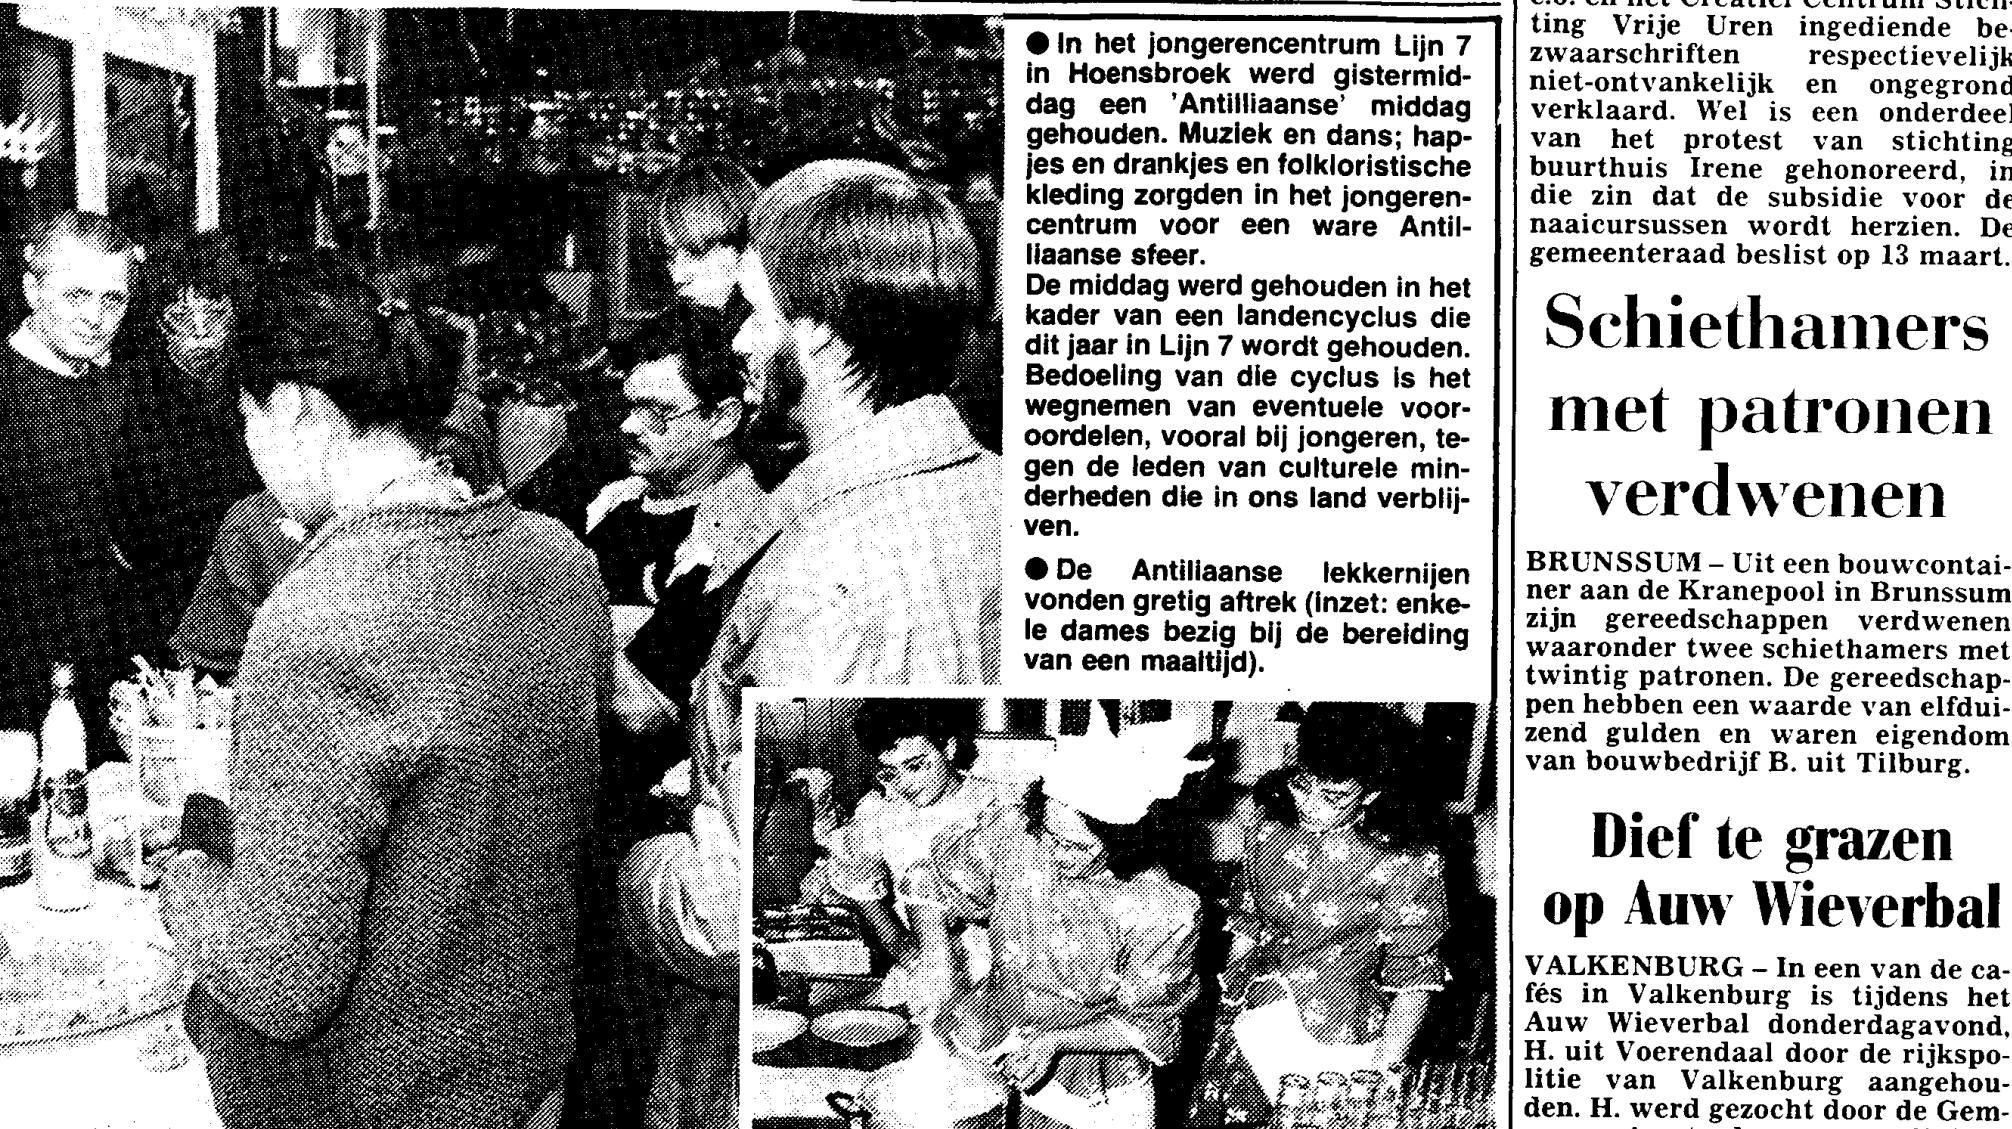 ● In het jongerencentrum Lijn 7
in Hoensbroek werd gistermid-
dag een 'Antilliaanse' middag
gehouden. Muziek en dans; hap-
jes en drankjes en folkloristische
kleding zorgden in het jongeren-
centrum voor een ware Antil-
liaanse sfeer.
De middag werd gehouden in het
kader van een landencyclus die
dit jaar in Lijn 7 wordt gehouden.
Bedoeling van die cyclus is het
wegnemen van eventuele voor-
oordelen, vooral bij jongeren, te-
gen de leden van culturele min-
derheden die in ons land verblij-
ven.
● De Antiliaanse lekkernijen
vonden gretig aftrek (inzet: enke-
le dames bezig bij de bereiding
van een maaltijd).
c.s. en het Creatief Centrum Stich-
ting Vrije Uren ingediende be-
zwaarschriften respectievelijk
niet-ontvankelijk en ongegrond
verklaard. Wel is een onderdeel
van het protest van stichting
buurthuis Irene gehonoreerd, in
die zin dat de subsidie voor de
naaicursussen wordt herzien. De
gemeenteraad beslist op 13 maart.
Schiethamers
met patronen
verdwenen
BRUNSSUM – Uit een bouwcontai-
ner aan de Kranepool in Brunssum
zijn gereedschappen verdwenen
waaronder twee schiethamers met
twintig patronen. De gereedschap-
pen hebben een waarde van elfdui-
zend gulden en waren eigendom
van bouwbedrijf B. uit Tilburg.
Dief te grazen
op Auw Wieverbal
VALKENBURG – In een van de ca-
fés in Valkenburg is tijdens het
Auw Wieverbal donderdagavond.
H. uit Voerendaal door de rijkspo-
litie van Valkenburg aangehou-
den. H. werd gezocht door de Gem-